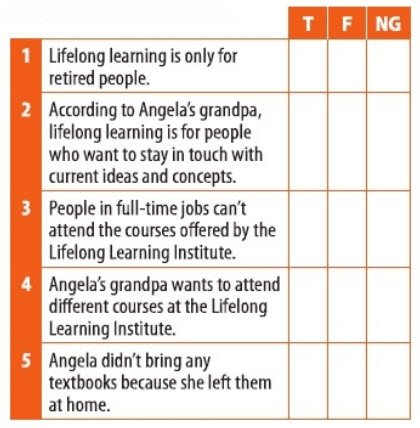 T F NG
1 Lifelong learning is only for
retired people.
2 According to Angela's grandpa,
lifelong learning is for people
who want to stay in touch with
current ideas and concepts.
3 People in full-time jobs can't
attend the courses offered by the
Lifelong Learning Institute.
4 Angela's grandpa wants to attend
different courses at the Lifelong
Learning Institute.
5 Angela didn't bring any
textbooks because she left them
at home.